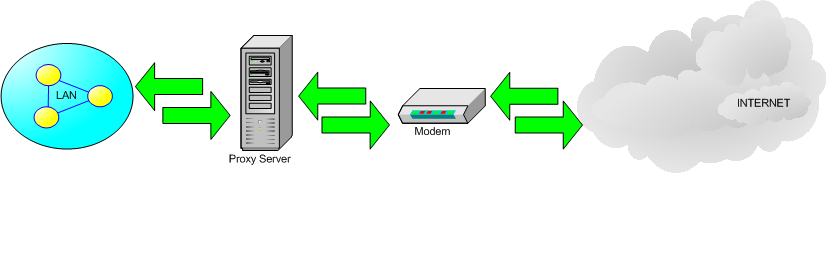 LAN
Proxy Server
Modem
INTERNET